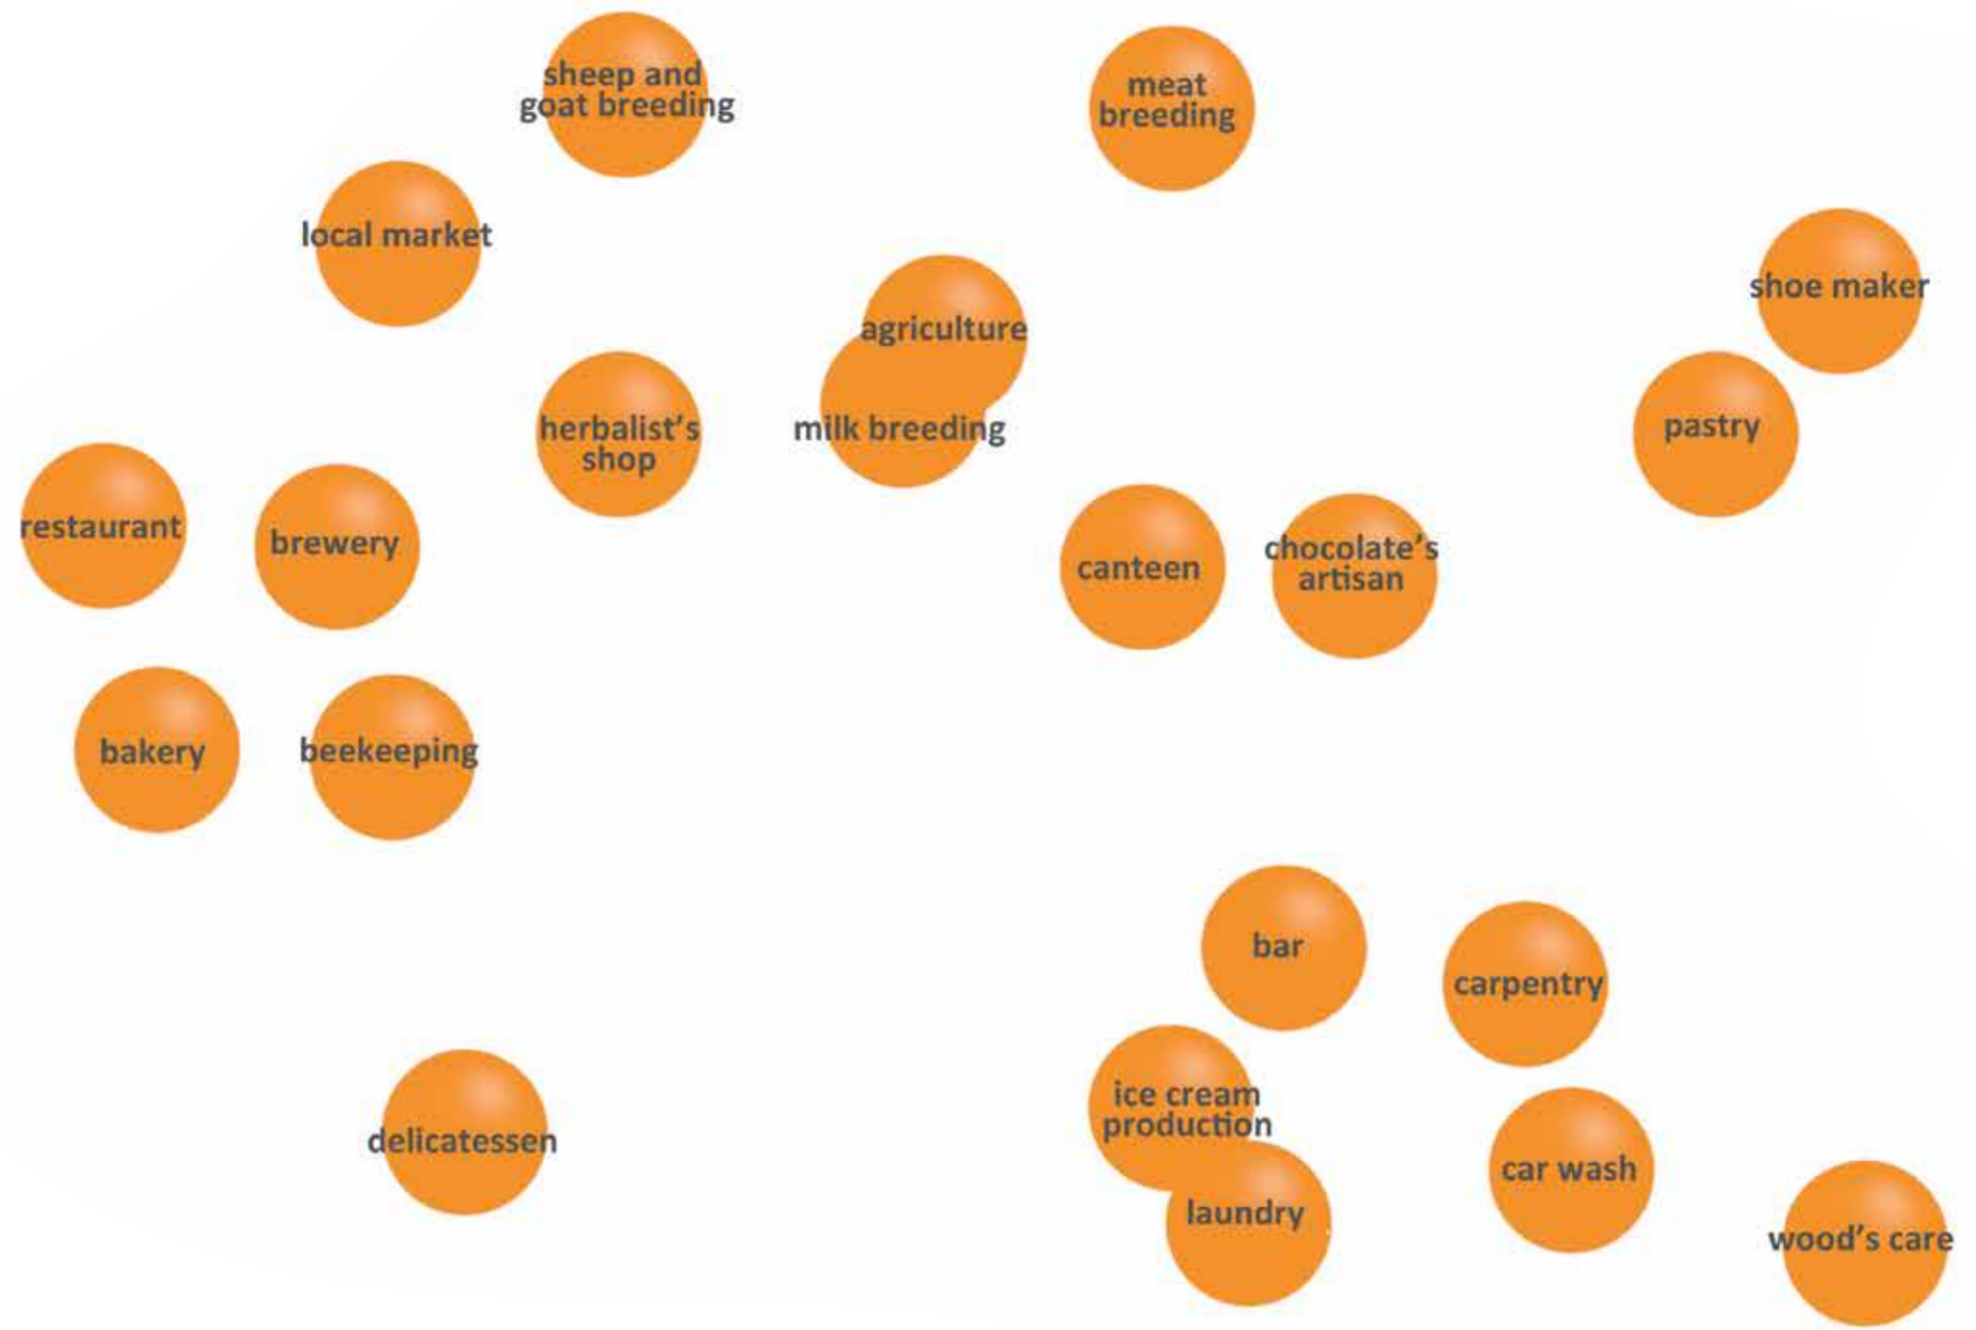 sheep and
goat breeding
meat
breeding
local market
shoe maker
agriculture
milk breeding
herbalist's
shop
pastry
restaurant
brewery
canteen
chocolate's
artisan
bakery
beekeeping
bar
carpentry
ice cream
production
delicatessen
car wash
laundry
wood's care